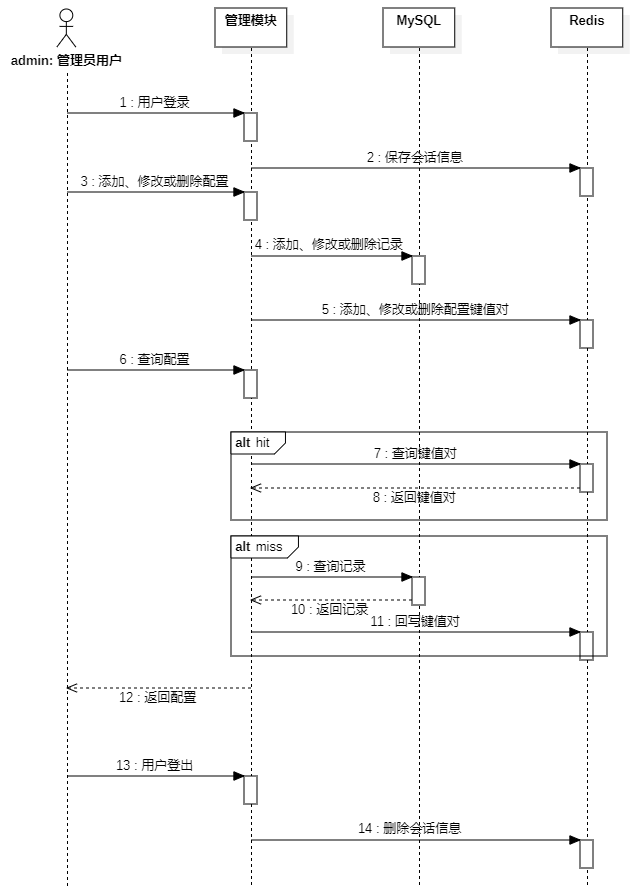 管理模块
MySQL
Redis
admin: 管理员用户
1 : 用户登录
2 : 保存会话信息
3 : 添加、修改或删除配置
4 : 添加、修改或删除记录
5 : 添加、修改或删除配置键值对
6 : 查询配置
alt hit
7 : 查询键值对
8 : 返回键值对
alt miss
9 : 查询记录
10 : 返回记录
11 : 回写键值对
12 : 返回配置
13 : 用户登出
14 : 删除会话信息